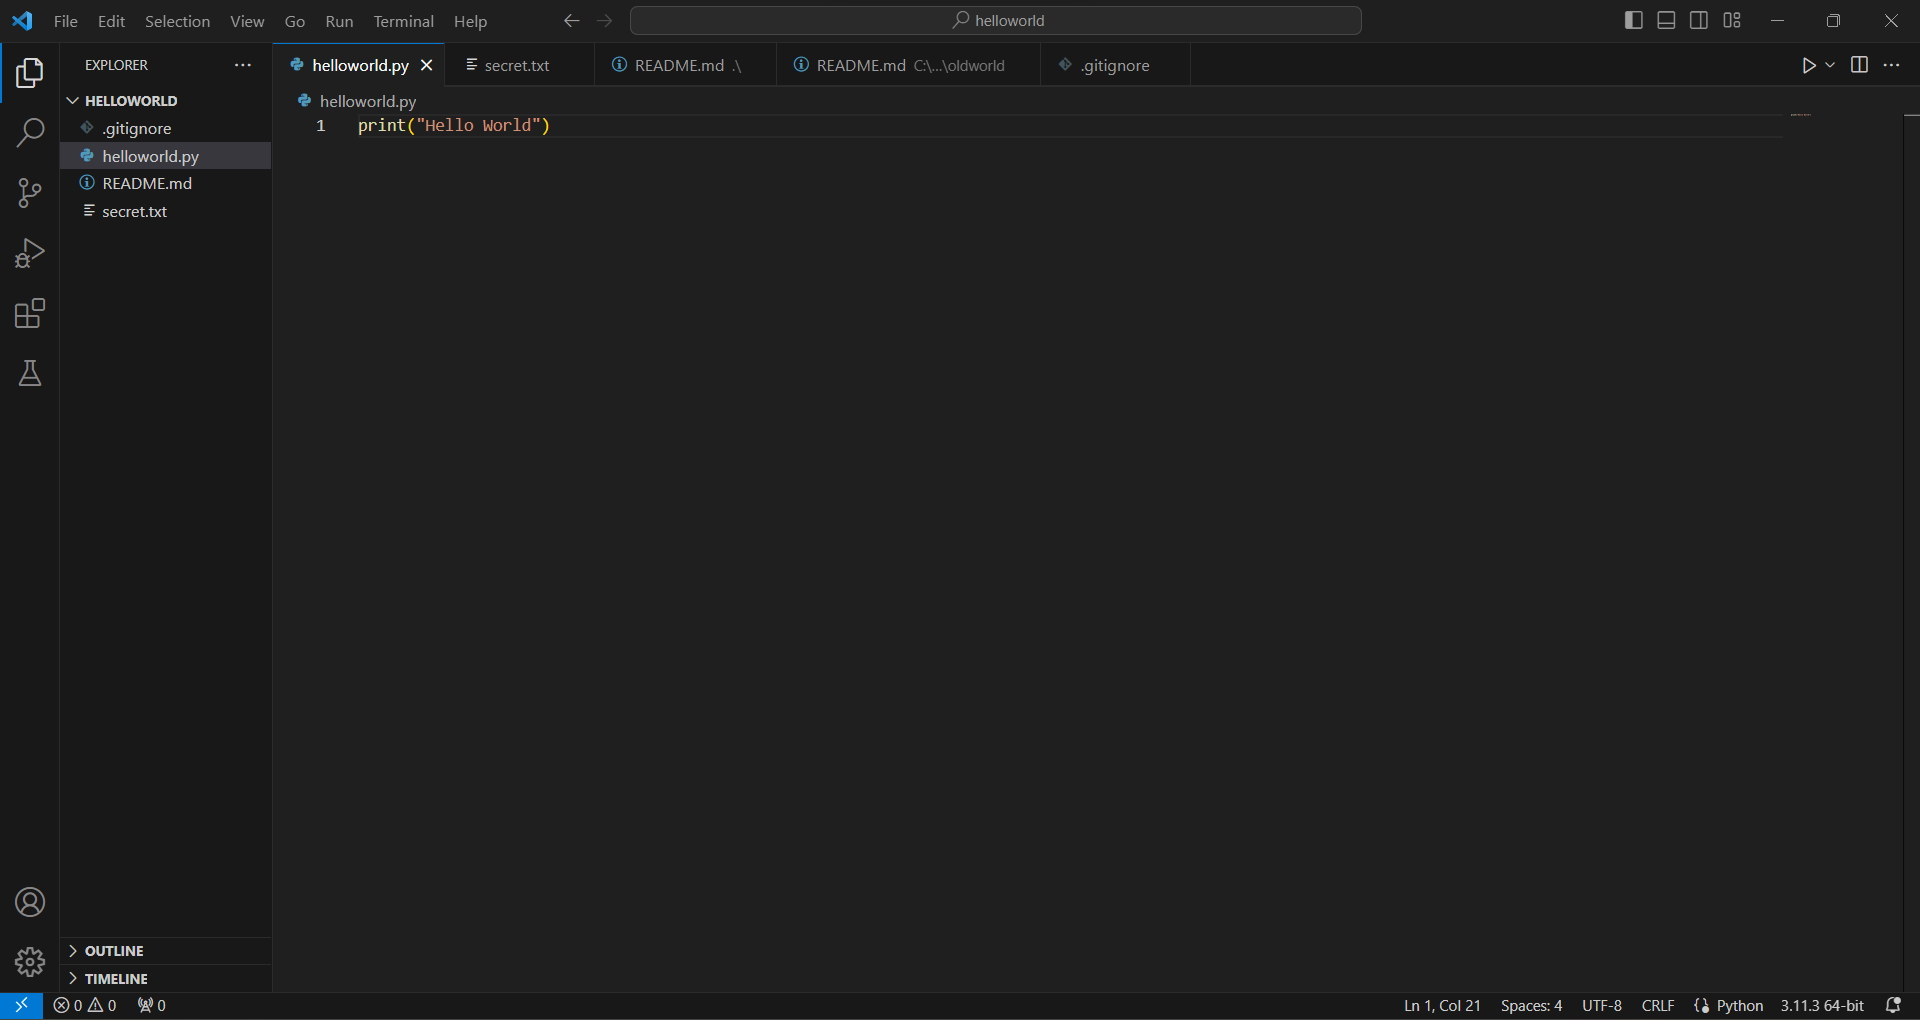 File Edit Selection View Go Run Terminal Help
helloworld
EXPLORER
HELLOWORLD
.gitignore
helloworld.py
README.md
secret.txt
helloworld.py
secret.txt
README.md .\
README.md C:\...\oldworld
.gitignore
helloworld.py
1 print("Hello World")
OUTLINE
TIMELINE
0 0 0
Ln 1, Col 21 Spaces: 4 UTF-8 CRLF Python 3.11.3 64-bit